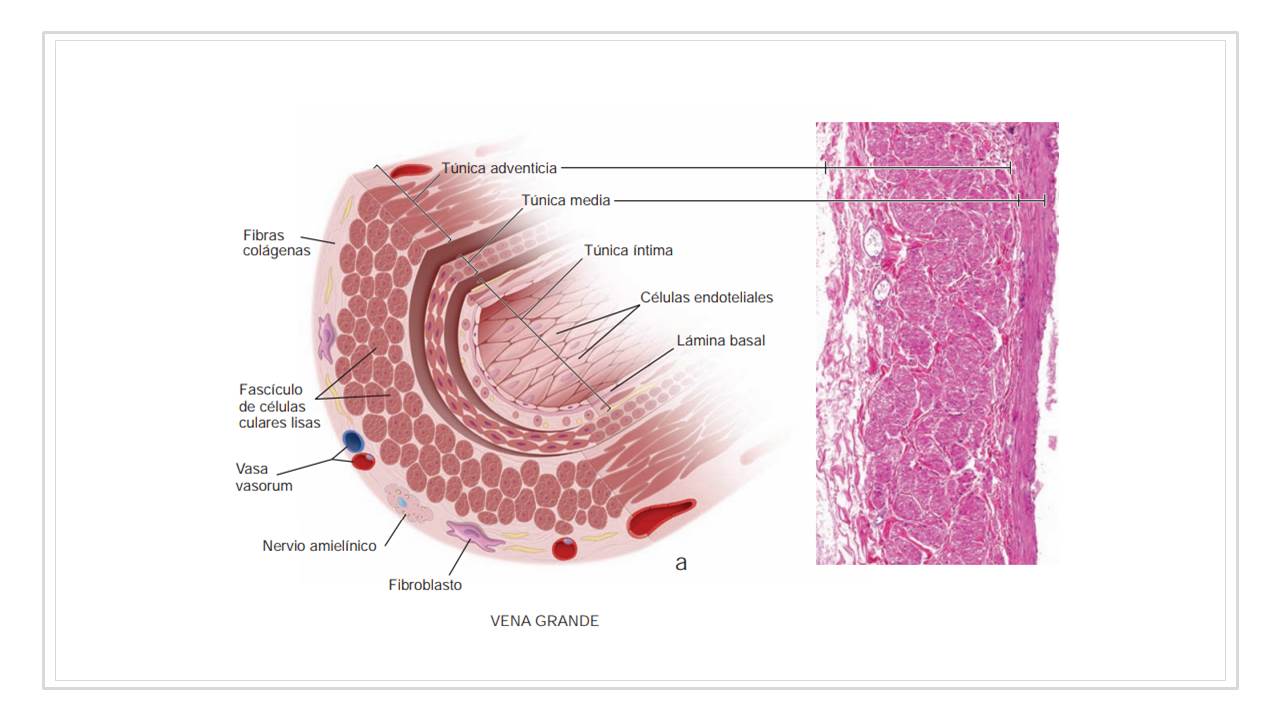 Túnica adventicia
Túnica media
Fibras
colágenas
Túnica íntima
Células endoteliales
Lámina basal
Fascículo
de células
culares lisas
Vasa
vasorum
Nervio amielínico
a
Fibroblasto
VENA GRANDE